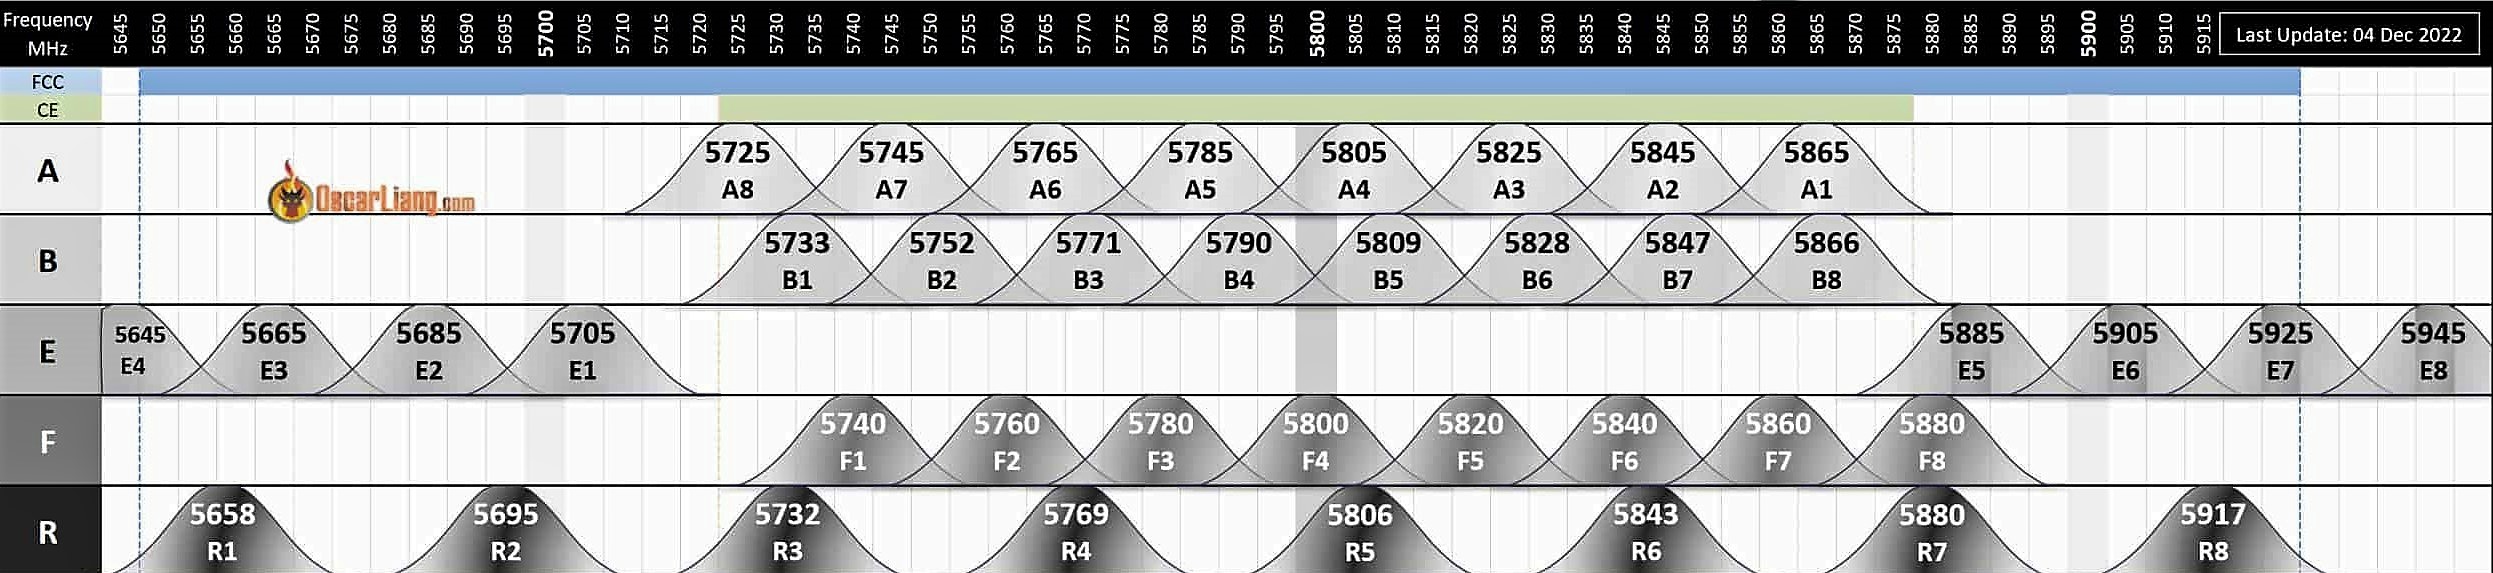 Frequency MHz 5645 5650 5655 5660 5665 5670 5675 5680 5685 5690 5695 5700 5705 5710 5715 5720 5725 5730 5735 5740 5745 5750 5755 5760 5765 5770 5775 5780 5785 5790 5795 5800 5805 5810 5815 5820 5825 5830 5835 5840 5845 5850 5855 5860 5865 5870 5875 5880 5885 5890 5895 5900 5905 5910 5915 Last Update: 04 Dec 2022
FCC
CE
A
5725 5745 5765 5785 5805 5825 5845 5865
A8 A7 A6 A5 A4 A3 A2 A1
OscarLiang.com
B
5733 5752 5771 5790 5809 5828 5847 5866
B1 B2 B3 B4 B5 B6 B7 B8
E
5645 5665 5685 5705 5885 5905 5925 5945
E4 E3 E2 E1 E5 E6 E7 E8
F
5740 5760 5780 5800 5820 5840 5860 5880
F1 F2 F3 F4 F5 F6 F7 F8
R
5658 5695 5732 5769 5806 5843 5880 5917
R1 R2 R3 R4 R5 R6 R7 R8